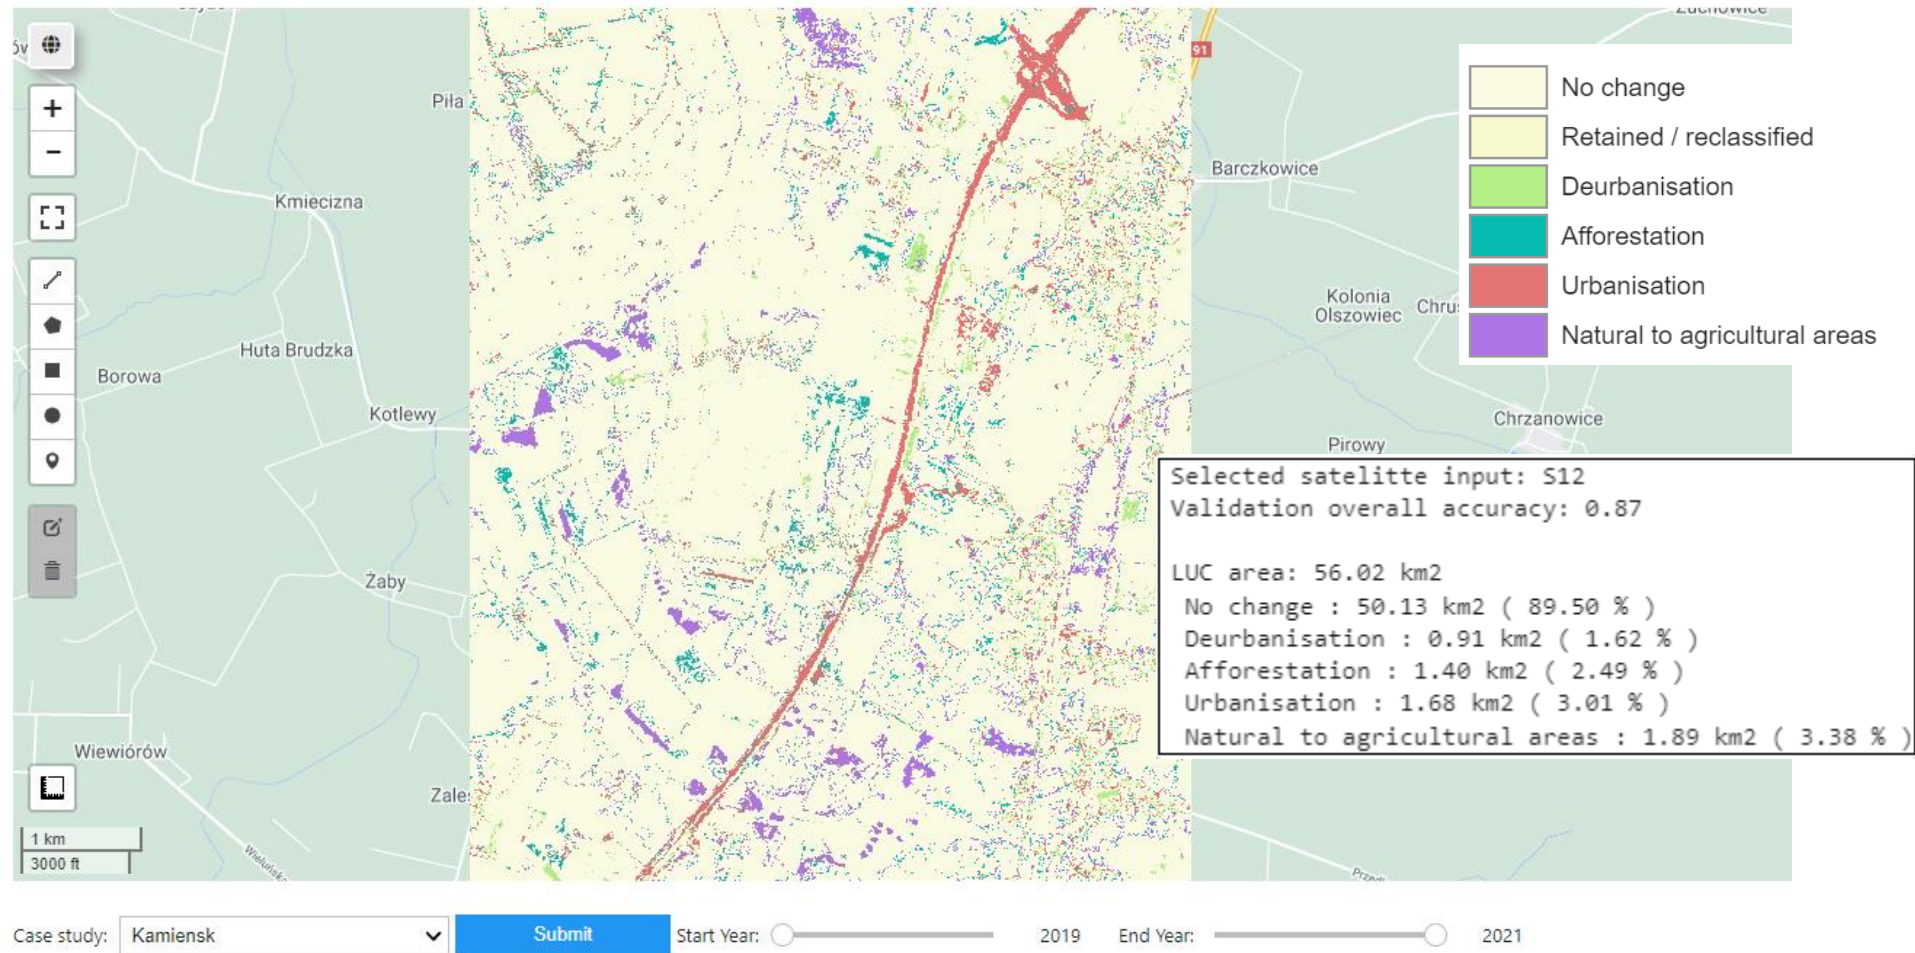 Piła
Kmiecizna
Huta Brudzka
Borowa
Kotlewy
Żaby
Wiewiórów
Wieluńska
91
Barczkowice
Kolonia
Olszowiec
Chrzanowice
Pirowy
+
−
1 km
3000 ft
No change
Retained / reclassified
Deurbanisation
Afforestation
Urbanisation
Natural to agricultural areas
Selected satelitte input: S12
Validation overall accuracy: 0.87
LUC area: 56.02 km2
No change : 50.13 km2 ( 89.50 % )
Deurbanisation : 0.91 km2 ( 1.62 % )
Afforestation : 1.40 km2 ( 2.49 % )
Urbanisation : 1.68 km2 ( 3.01 % )
Natural to agricultural areas : 1.89 km2 ( 3.38 % )
Case study: Kamiensk Submit Start Year: 2019 End Year: 2021